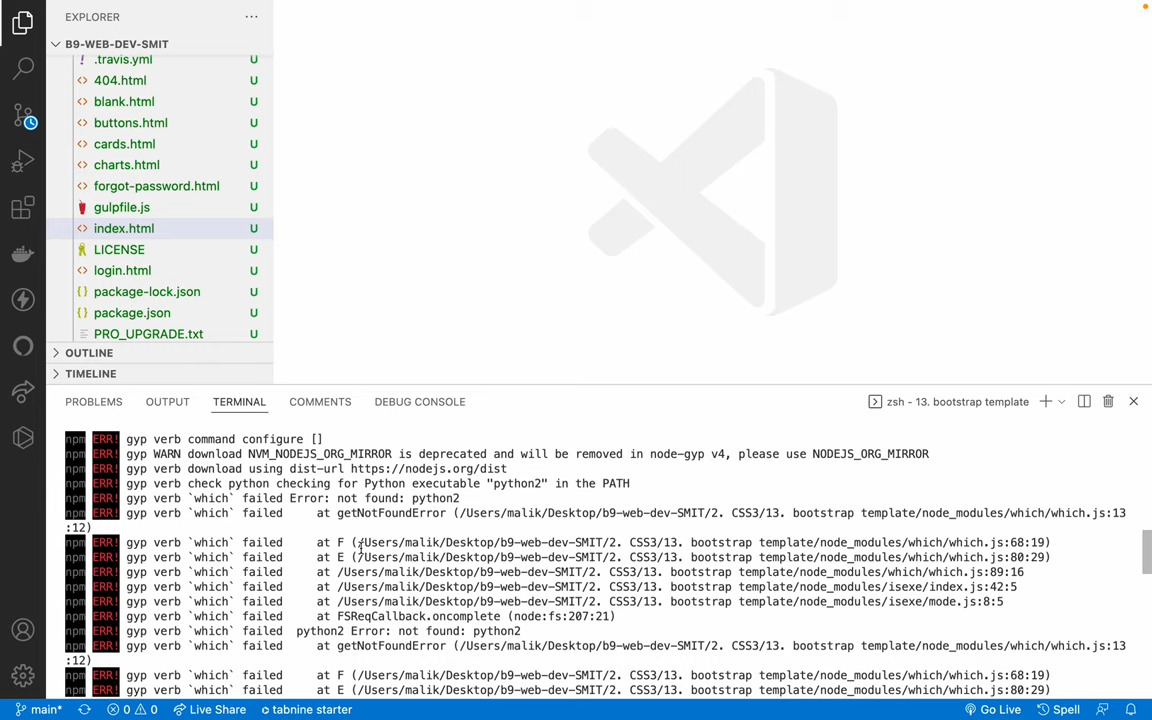 EXPLORER
B9-WEB-DEV-SMIT
.travis.yml U
404.html U
blank.html U
buttons.html U
cards.html U
charts.html U
forgot-password.html U
gulpfile.js U
index.html U
LICENSE U
login.html U
package-lock.json U
package.json U
PRO_UPGRADE.txt U
OUTLINE
TIMELINE
PROBLEMS OUTPUT TERMINAL COMMENTS DEBUG CONSOLE zsh - 13. bootstrap template
npm ERR! gyp verb command configure []
npm ERR! gyp WARN download NVM_NODEJS_ORG_MIRROR is deprecated and will be removed in node-gyp v4, please use NODEJS_ORG_MIRROR
npm ERR! gyp verb download using dist-url https://nodejs.org/dist
npm ERR! gyp verb check python checking for Python executable "python2" in the PATH
npm ERR! gyp verb `which` failed Error: not found: python2
npm ERR! gyp verb `which` failed at getNotFoundError (/Users/malik/Desktop/b9-web-dev-SMIT/2. CSS3/13. bootstrap template/node_modules/which/which.js:13
:12)
npm ERR! gyp verb `which` failed at F (/Users/malik/Desktop/b9-web-dev-SMIT/2. CSS3/13. bootstrap template/node_modules/which/which.js:68:19)
npm ERR! gyp verb `which` failed at E (/Users/malik/Desktop/b9-web-dev-SMIT/2. CSS3/13. bootstrap template/node_modules/which/which.js:80:29)
npm ERR! gyp verb `which` failed at /Users/malik/Desktop/b9-web-dev-SMIT/2. CSS3/13. bootstrap template/node_modules/which/which.js:89:16
npm ERR! gyp verb `which` failed at /Users/malik/Desktop/b9-web-dev-SMIT/2. CSS3/13. bootstrap template/node_modules/isexe/index.js:42:5
npm ERR! gyp verb `which` failed at /Users/malik/Desktop/b9-web-dev-SMIT/2. CSS3/13. bootstrap template/node_modules/isexe/mode.js:8:5
npm ERR! gyp verb `which` failed at FSReqCallback.oncomplete (node:fs:207:21)
npm ERR! gyp verb `which` failed python2 Error: not found: python2
npm ERR! gyp verb `which` failed at getNotFoundError (/Users/malik/Desktop/b9-web-dev-SMIT/2. CSS3/13. bootstrap template/node_modules/which/which.js:13
:12)
npm ERR! gyp verb `which` failed at F (/Users/malik/Desktop/b9-web-dev-SMIT/2. CSS3/13. bootstrap template/node_modules/which/which.js:68:19)
npm ERR! gyp verb `which` failed at E (/Users/malik/Desktop/b9-web-dev-SMIT/2. CSS3/13. bootstrap template/node_modules/which/which.js:80:29)
main* 0 0 Live Share tabnine starter Go Live Spell